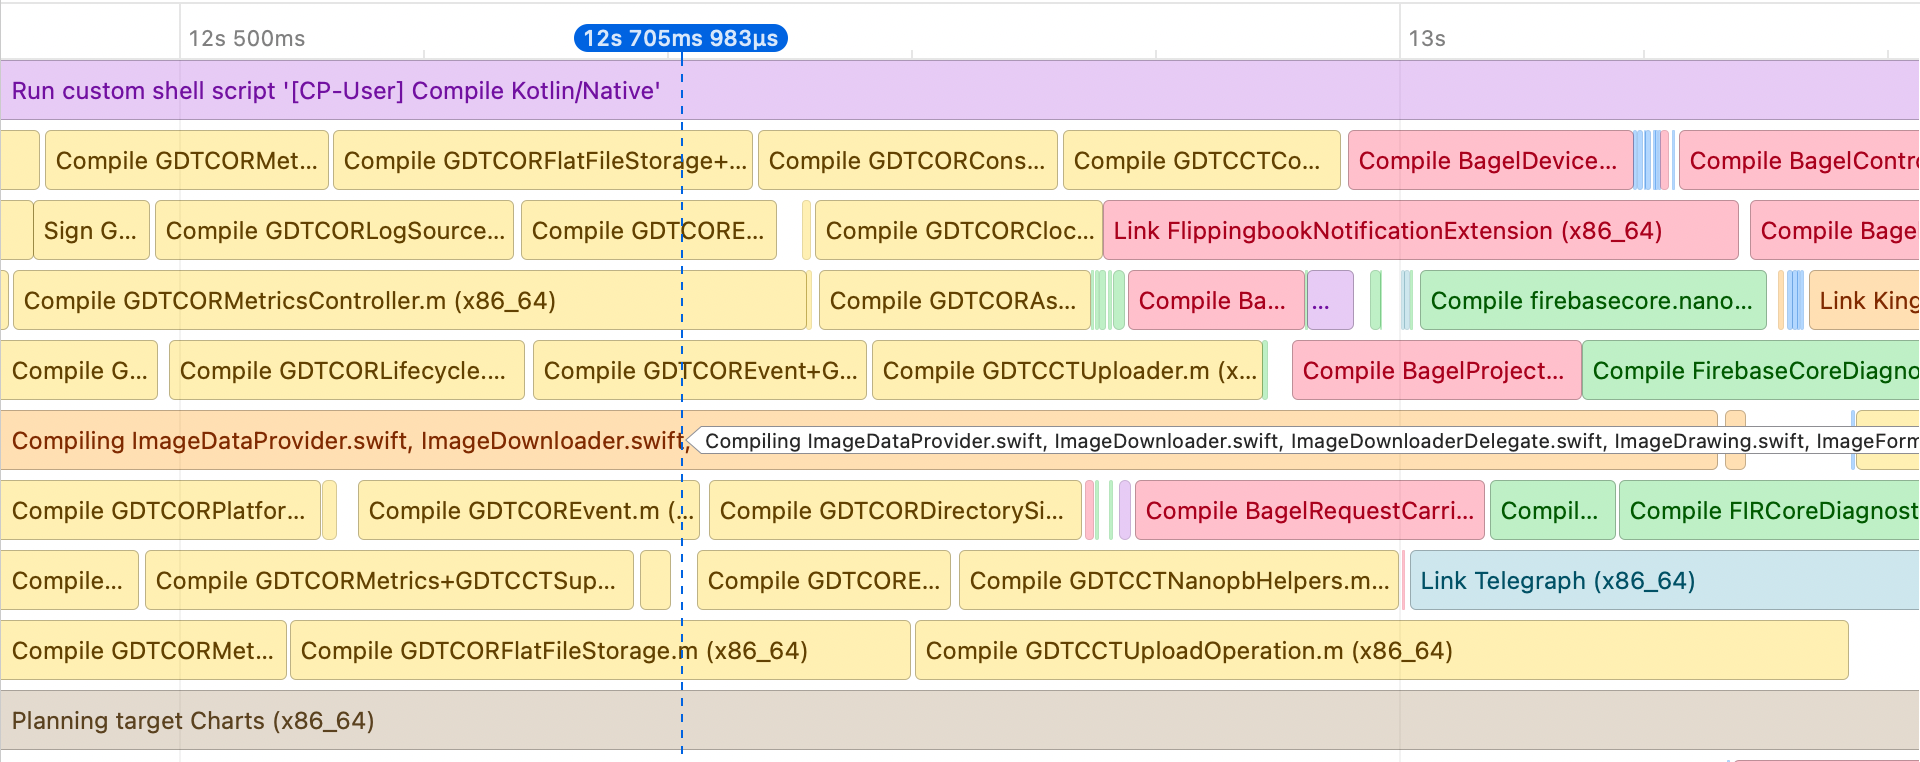 12s 500ms 12s 705ms 983µs 13s
Run custom shell script '[CP-User] Compile Kotlin/Native'
Compile GDTCORMet... Compile GDTCORFlatFileStorage+... Compile GDTCORCons... Compile GDTCCTCo... Compile BagelDevice... Compile BagelContro
Sign G... Compile GDTCORLogSource... Compile GDTCORE... Compile GDTCORCloc... Link FlippingbookNotificationExtension (x86_64) Compile Bage
Compile GDTCORMetricsController.m (x86_64) Compile GDTCORAs... Compile Ba... ... Compile firebasecore.nano... Link King
Compile G... Compile GDTCORLifecycle.... Compile GDTCOREvent+G... Compile GDTCCTUploader.m (x... Compile BagelProject... Compile FirebaseCoreDiagno
Compiling ImageDataProvider.swift, ImageDownloader.swift, Compiling ImageDataProvider.swift, ImageDownloader.swift, ImageDownloaderDelegate.swift, ImageDrawing.swift, ImageForm
Compile GDTCORPlatfor... Compile GDTCOREvent.m (... Compile GDTCORDirectorySi... Compile BagelRequestCarri... Compil... Compile FIRCoreDiagnost
Compile... Compile GDTCORMetrics+GDTCCTSup... Compile GDTCORE... Compile GDTCCTNanopbHelpers.m... Link Telegraph (x86_64)
Compile GDTCORMet... Compile GDTCORFlatFileStorage.m (x86_64) Compile GDTCCTUploadOperation.m (x86_64)
Planning target Charts (x86_64)